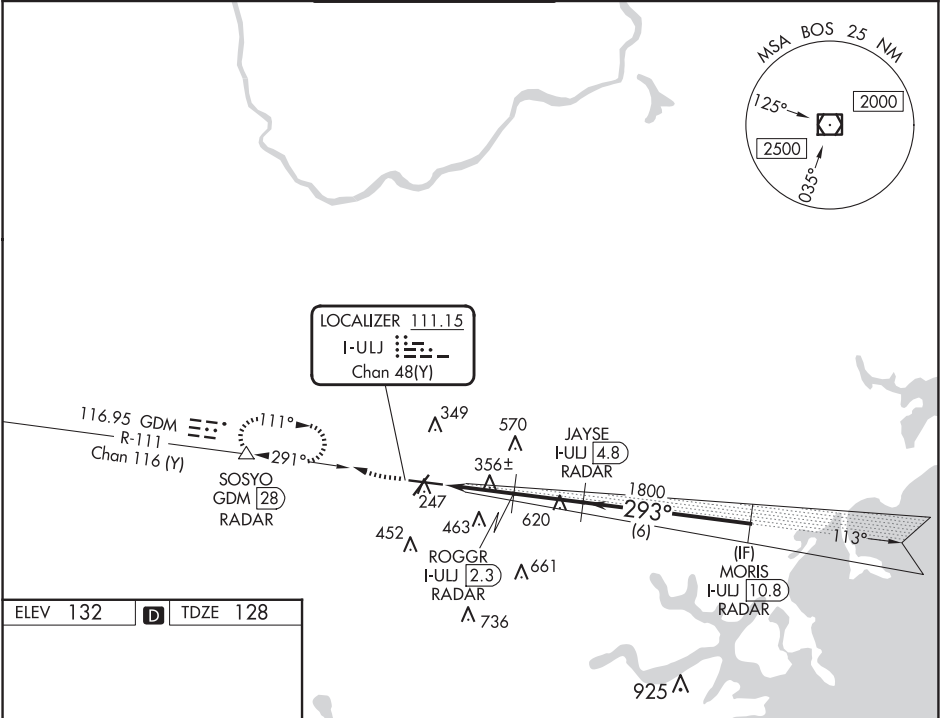 MSA BOS 25 NM
125°
2000
2500
035°
LOCALIZER 111.15
I-ULJ
Chan 48(Y)
116.95 GDM
R-111
Chan 116 (Y)
111°
291°
SOSYO
GDM 28
RADAR
349
570
356±
247
JAYSE
I-ULJ 4.8
RADAR
1800
293°
(6)
620
463
452
113°
ROGGR
I-ULJ 2.3
RADAR
661
736
(IF)
MORIS
I-ULJ 10.8
RADAR
ELEV 132 D TDZE 128
925